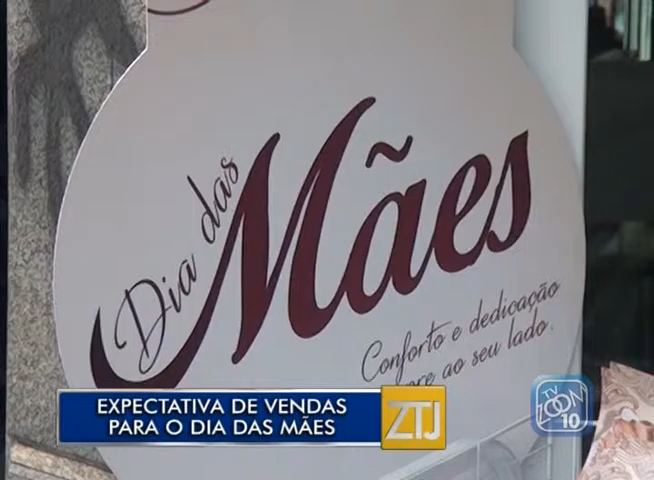 Dia das
Mães
Conforto e dedicação
ao seu lado.
EXPECTATIVA DE VENDAS
PARA O DIA DAS MÃES
ZTJ
TV
ZOOM
10